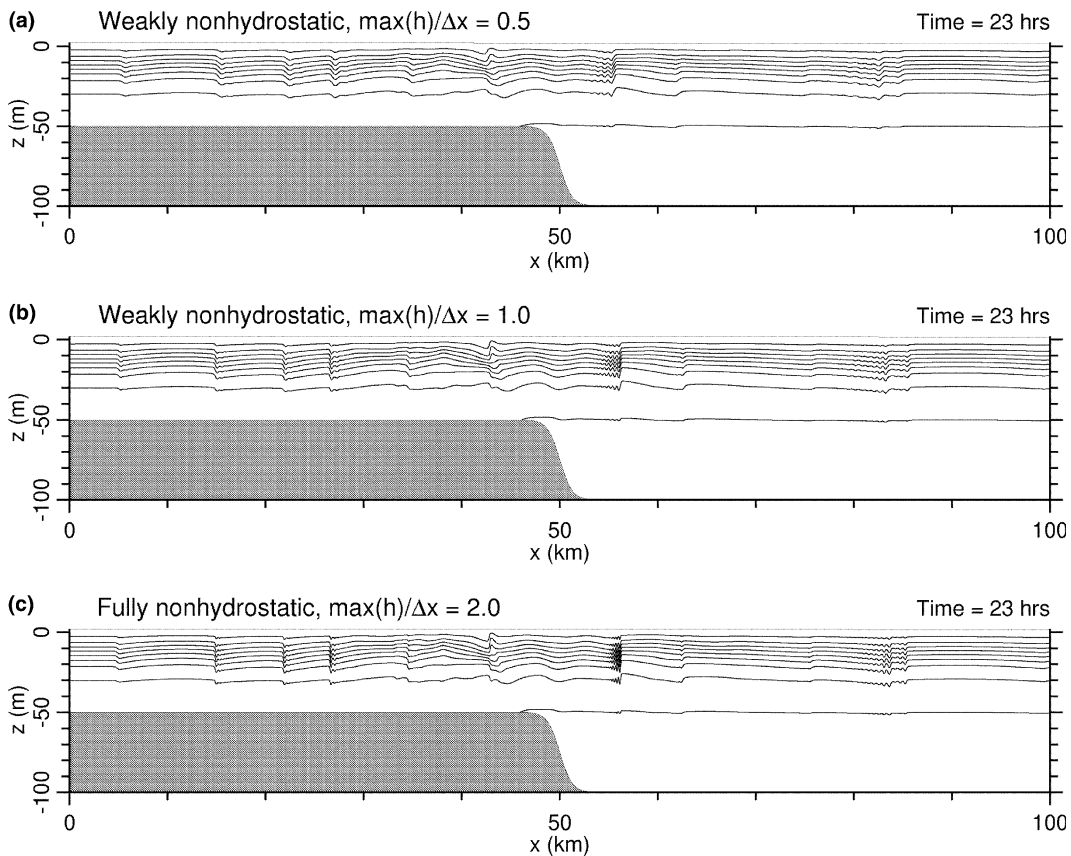 (a) Weakly nonhydrostatic, max(h)/Δx = 0.5 Time = 23 hrs
0
-50
-100
z (m)
0 50 100
x (km)
(b) Weakly nonhydrostatic, max(h)/Δx = 1.0 Time = 23 hrs
0
-50
-100
z (m)
0 50 100
x (km)
(c) Fully nonhydrostatic, max(h)/Δx = 2.0 Time = 23 hrs
0
-50
-100
z (m)
0 50 100
x (km)